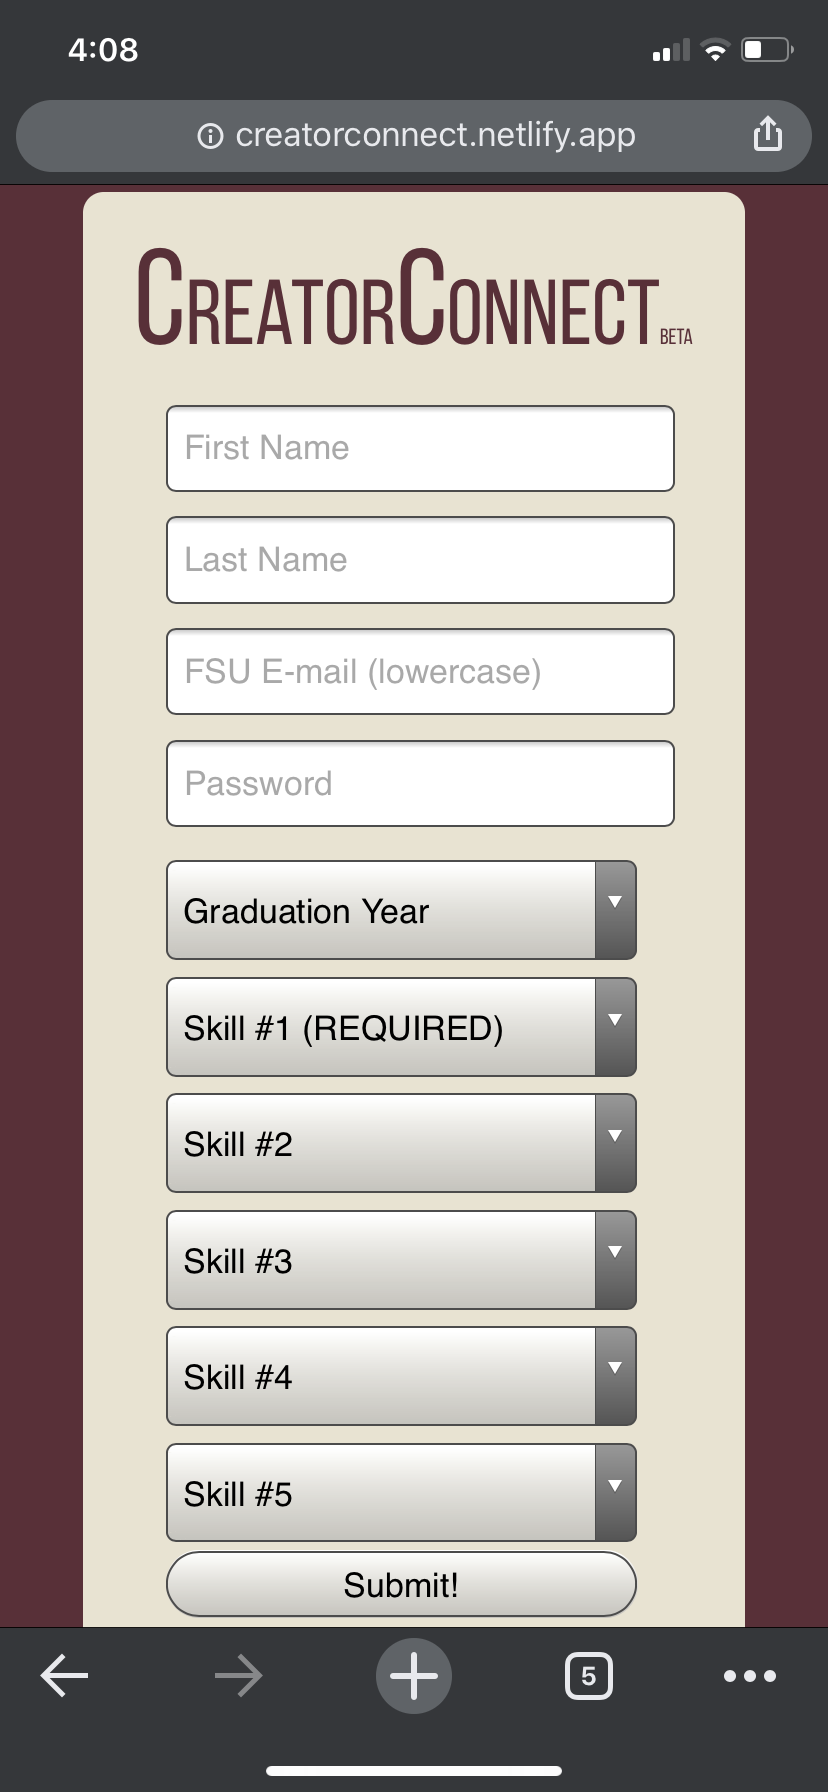 4:08
creatorconnect.netlify.app
CREATORCONNECT BETA
First Name
Last Name
FSU E-mail (lowercase)
Password
Graduation Year
Skill #1 (REQUIRED)
Skill #2
Skill #3
Skill #4
Skill #5
Submit!
5